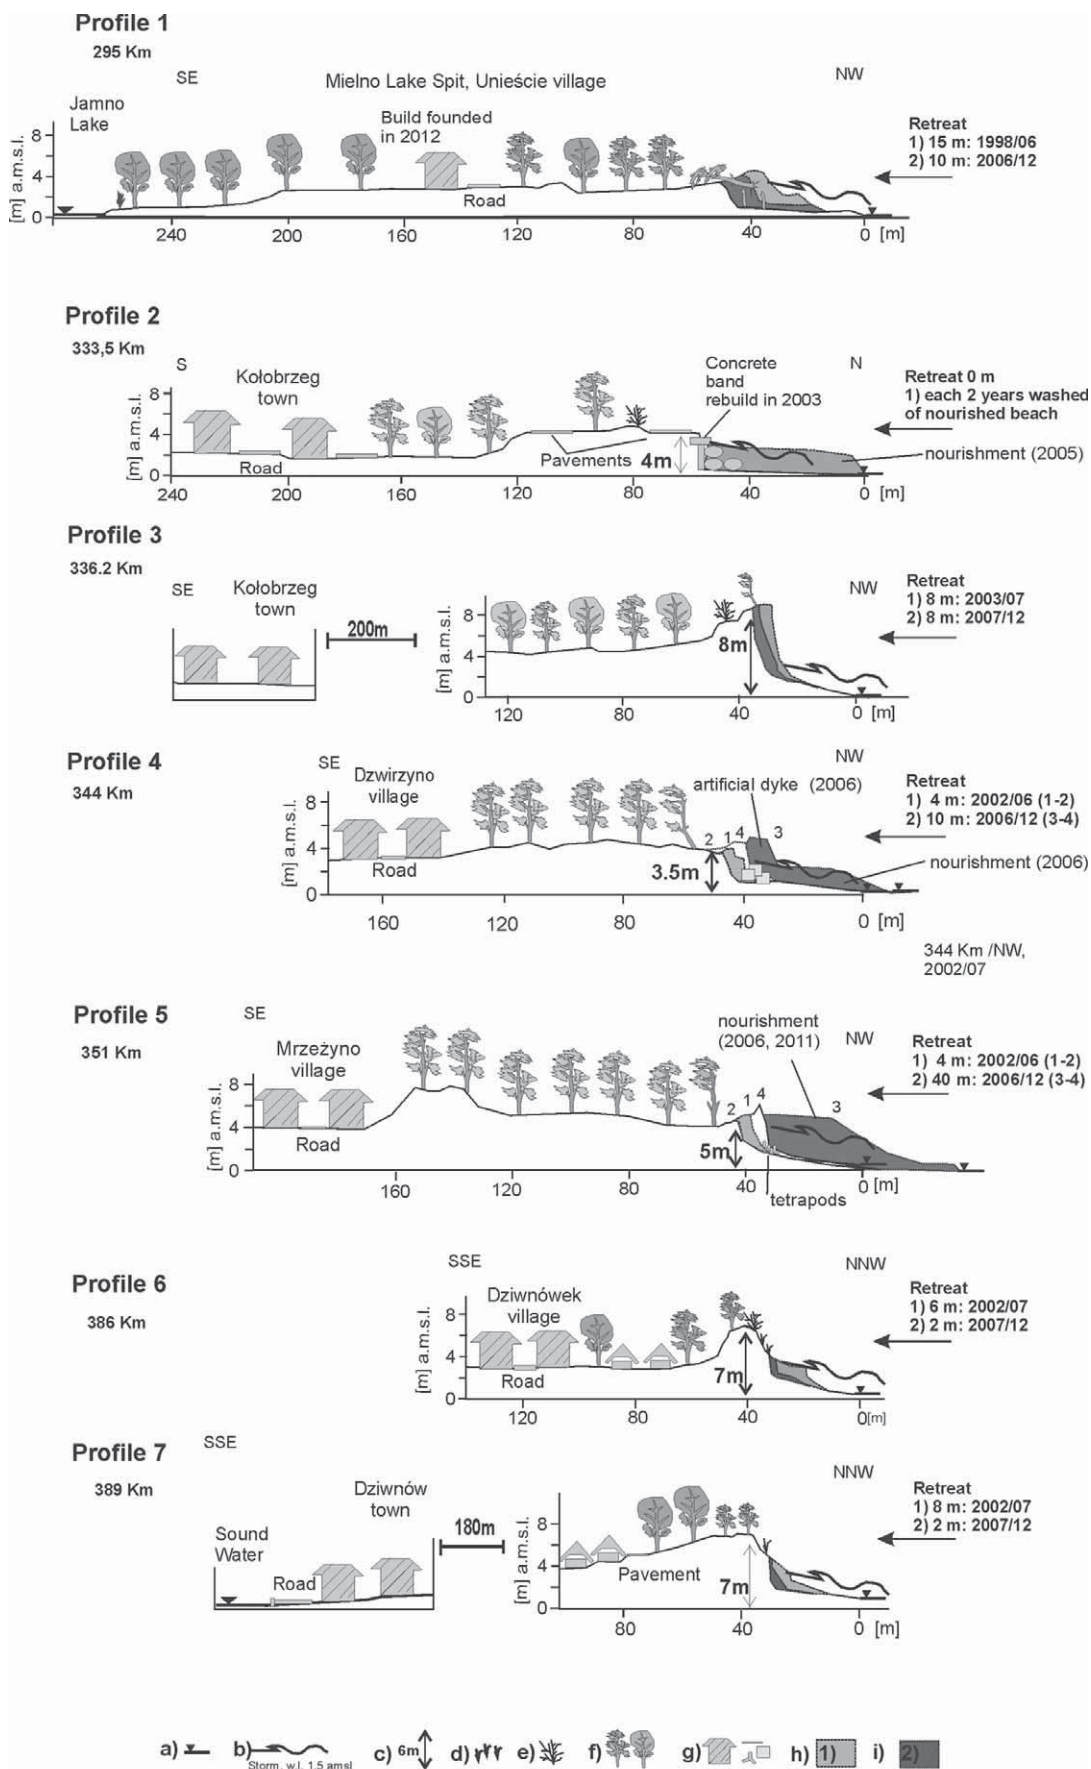 Profile 1
295 Km
SE
Mielno Lake Spit, Unieście village
NW
Jamno
Lake
Build founded
in 2012
Retreat
1) 15 m: 1998/06
2) 10 m: 2006/12
[m] a.m.s.l.
8
4
0
Road
240 200 160 120 80 40 0 [m]
Profile 2
333,5 Km
S
Kołobrzeg
town
Concrete
band
rebuild in 2003
N
Retreat 0 m
1) each 2 years washed
of nourished beach
[m] a.m.s.l.
8
4
0
Road
Pavements
4m
nourishment (2005)
240 200 160 120 80 40 0 [m]
Profile 3
336.2 Km
SE
Kołobrzeg
town
200m
NW
Retreat
1) 8 m: 2003/07
2) 8 m: 2007/12
[m] a.m.s.l.
8
4
0
8m
120 80 40 0 [m]
Profile 4
344 Km
SE
Dzwirzyno
village
NW
artificial dyke (2006)
Retreat
1) 4 m: 2002/06 (1-2)
2) 10 m: 2006/12 (3-4)
[m] a.m.s.l.
8
4
0
Road
2 1 4 3
3.5m
nourishment (2006)
160 120 80 40 0 [m]
344 Km /NW,
2002/07
Profile 5
351 Km
SE
Mrzeżyno
village
nourishment
(2006, 2011)
NW
Retreat
1) 4 m: 2002/06 (1-2)
2) 40 m: 2006/12 (3-4)
[m] a.m.s.l.
8
4
0
Road
2 1 4 3
5m
tetrapods
160 120 80 40 0 [m]
Profile 6
386 Km
SSE
Dziwnówek
village
NNW
Retreat
1) 6 m: 2002/07
2) 2 m: 2007/12
[m] a.m.s.l.
8
4
0
Road
7m
120 80 40 0[m]
Profile 7
389 Km
SSE
Dziwnów
town
180m
NNW
Retreat
1) 8 m: 2002/07
2) 2 m: 2007/12
Sound
Water
Road
[m] a.m.s.l.
8
4
0
Pavement
7m
80 40 0 [m]
a) b) c) 6m d) e) f) g) h) 1) i) 2)
Storm. w.l. 1.5 amsl